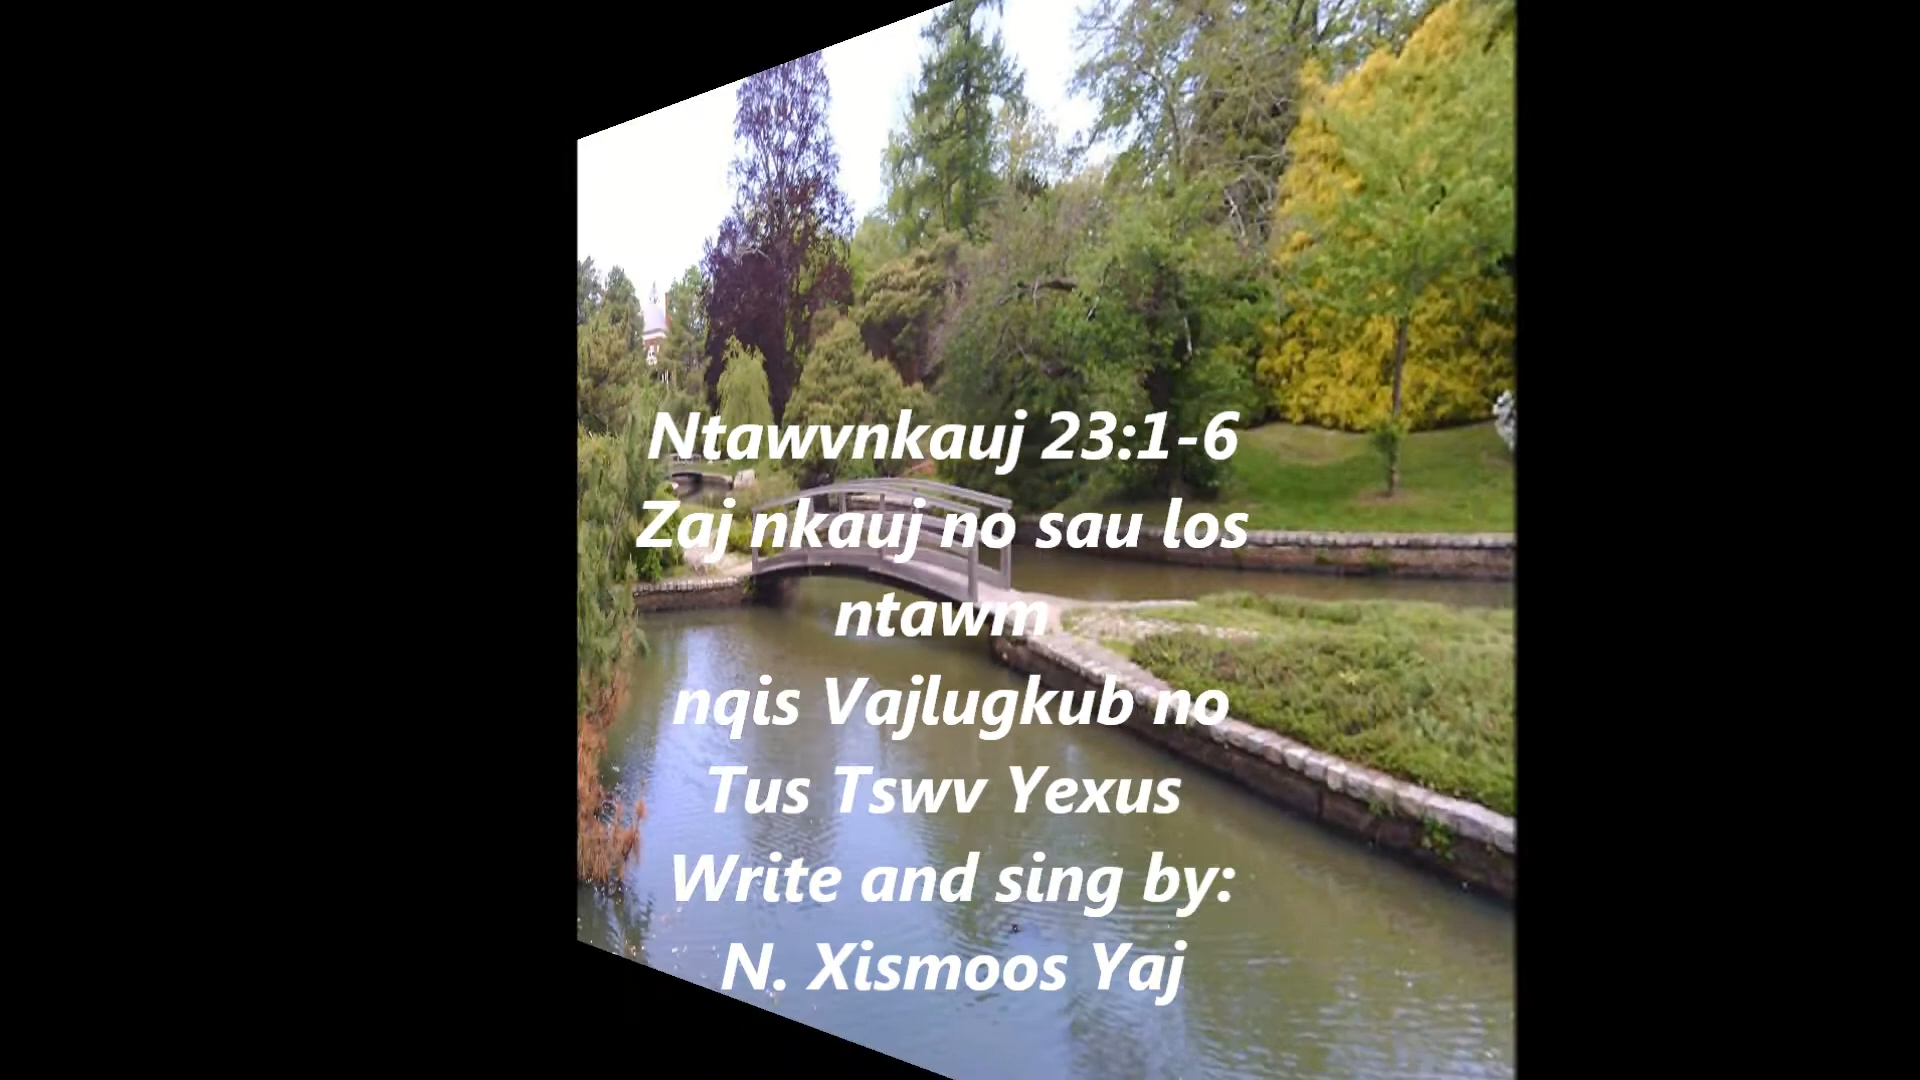 Ntawvnkauj 23:1-6
Zaj nkauj no sau los
ntawm
nqis Vajlugkub no
Tus Tswv Yexus
Write and sing by:
N. Xismoos Yaj